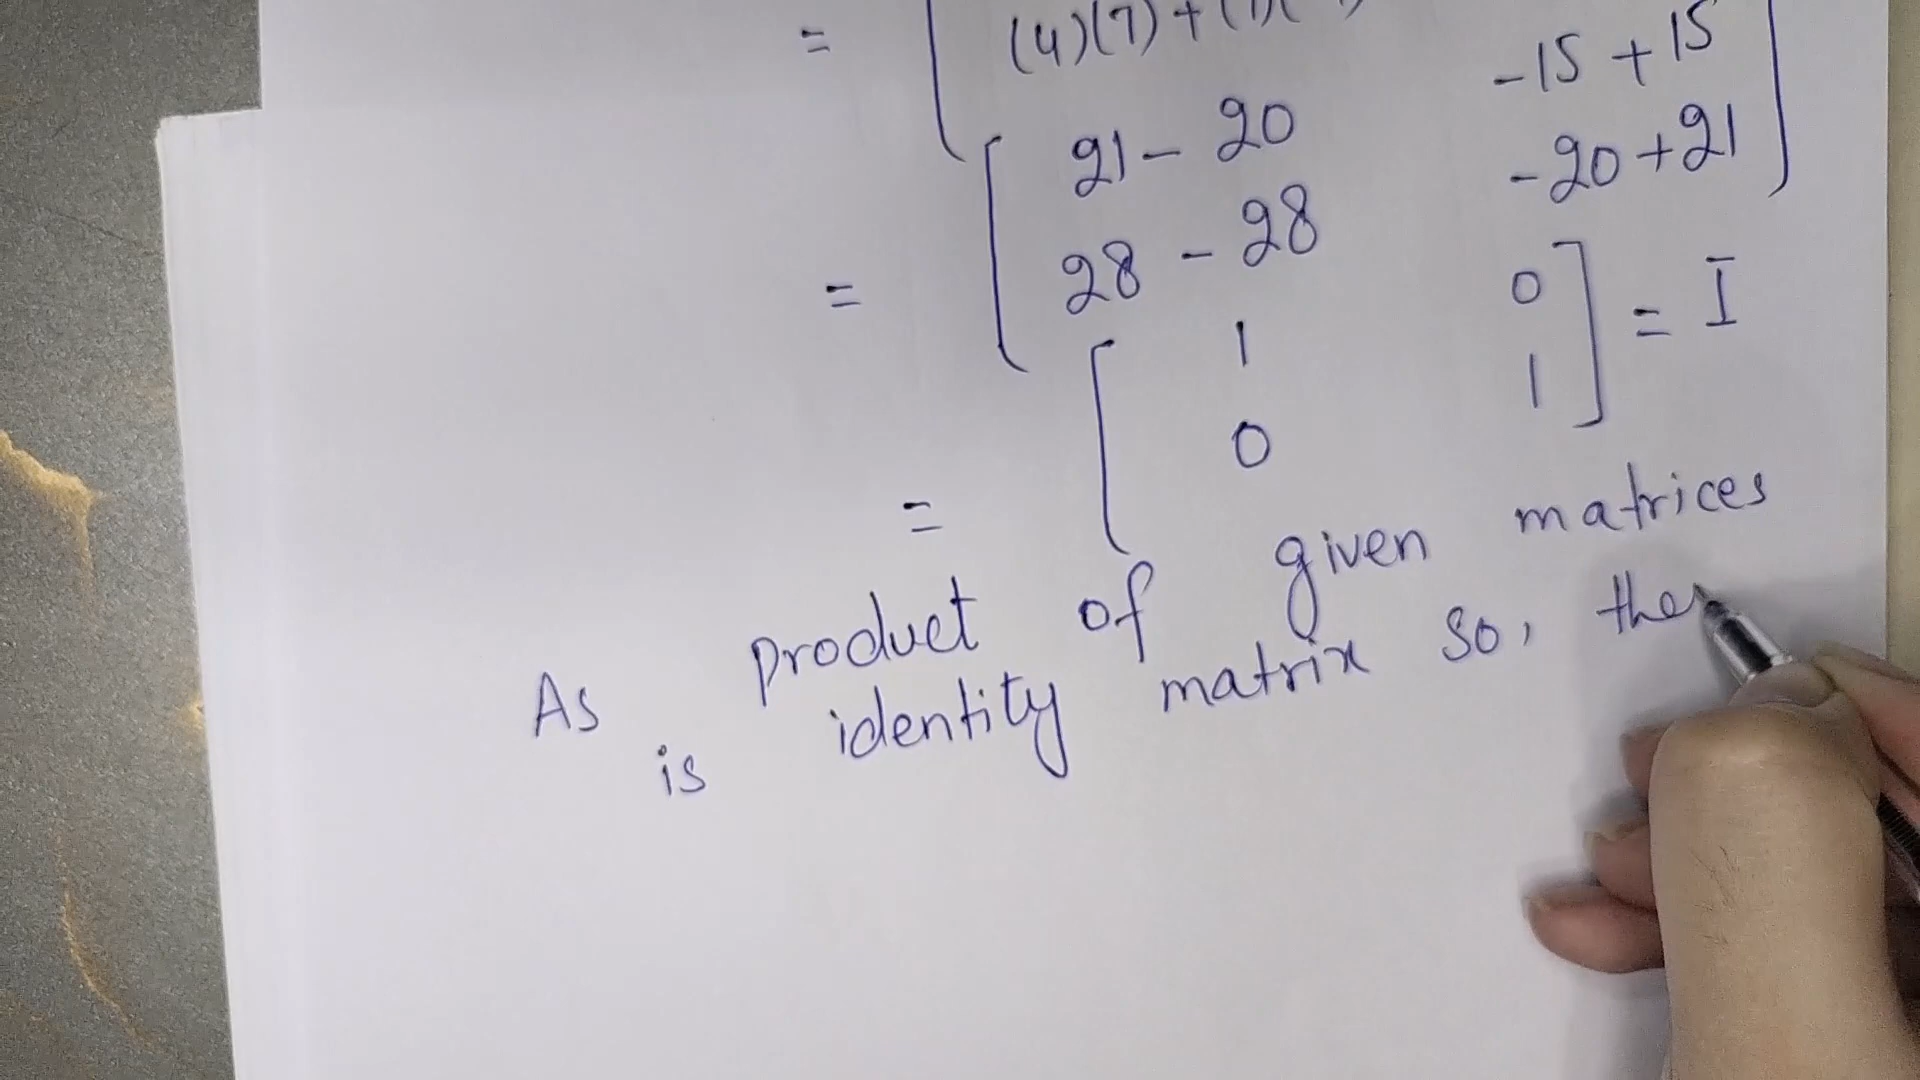 = [ (4)(7) + (
[ 21 - 20 -15 + 15
= 28 - 28 -20 + 21 ]
[ 1 0
= 0 1 ] = I
As product of given matrices
is identity matrix so, the